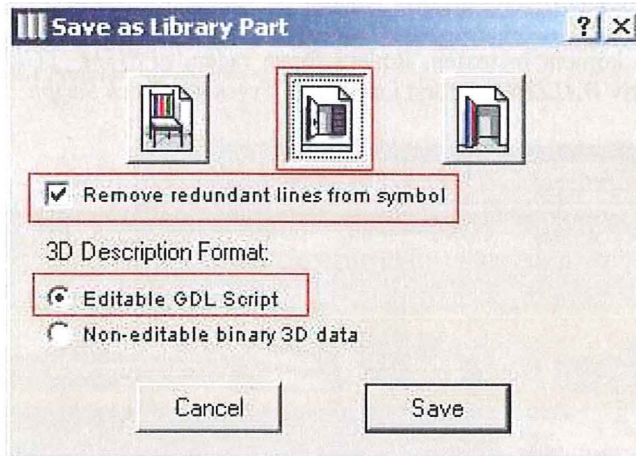 Save as Library Part
Remove redundant lines from symbol
3D Description Format:
Editable GDL Script
Non-editable binary 3D data
Cancel
Save